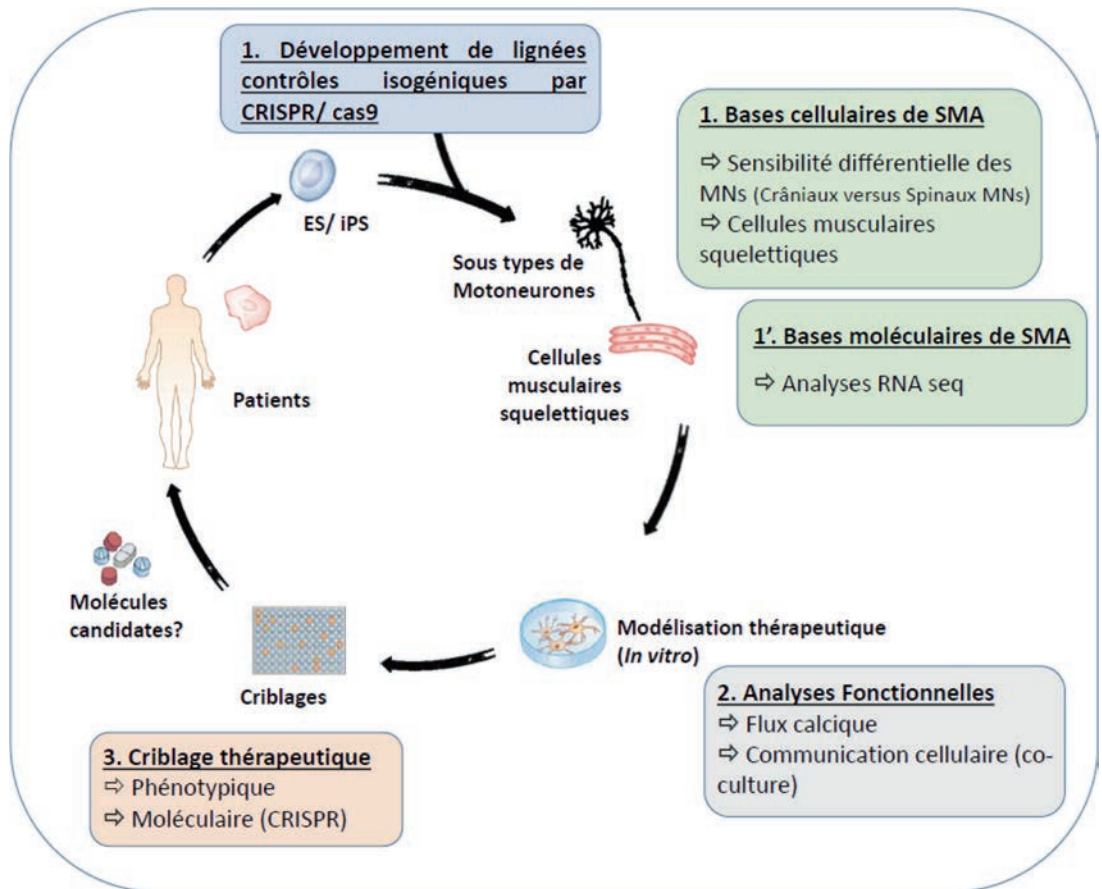 1. Développement de lignées
contrôles isogéniques par
CRISPR/ cas9
1. Bases cellulaires de SMA
⇨ Sensibilité différentielle des
MNs (Crâniaux versus Spinaux MNs)
⇨ Cellules musculaires
squelettiques
ES/ iPS
Sous types de
Motoneurones
1’. Bases moléculaires de SMA
⇨ Analyses RNA seq
Cellules
musculaires
squelettiques
Patients
Molécules
candidates?
Criblages
Modélisation thérapeutique
(In vitro)
2. Analyses Fonctionnelles
⇨ Flux calcique
⇨ Communication cellulaire (co-
culture)
3. Criblage thérapeutique
⇨ Phénotypique
⇨ Moléculaire (CRISPR)